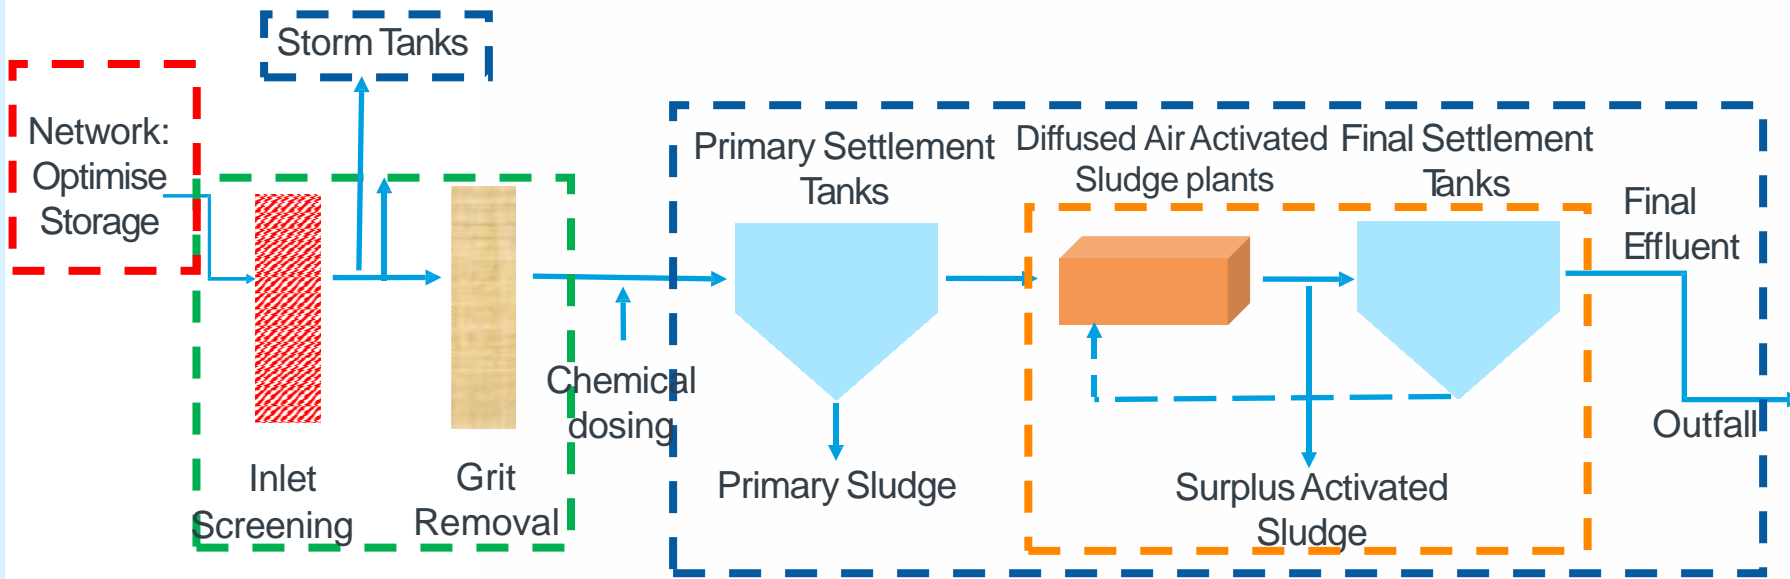 Storm Tanks
Network:
Optimise
Storage
Primary Settlement
Tanks
Diffused Air Activated
Sludge plants
Final Settlement
Tanks
Final
Effluent
Chemical
dosing
Outfall
Inlet
Screening
Grit
Removal
Primary Sludge
Surplus Activated
Sludge